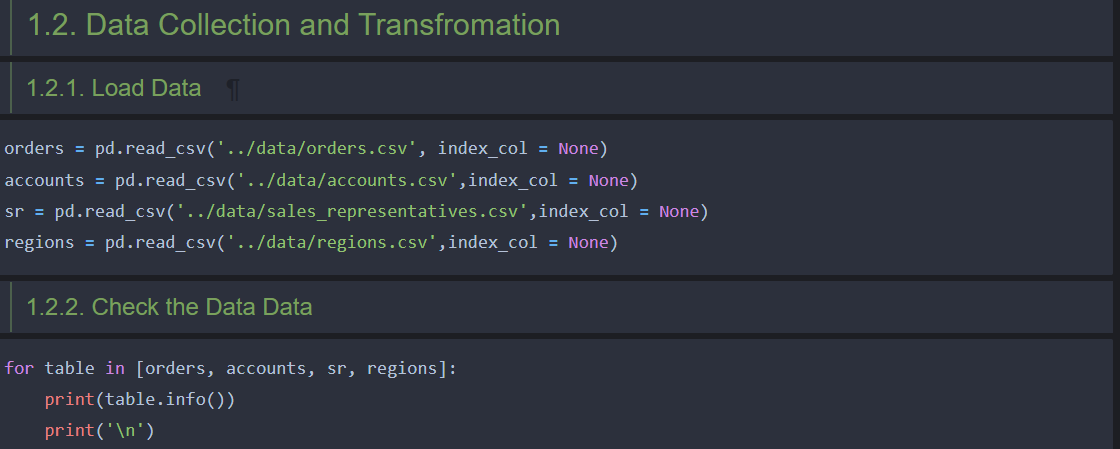 1.2. Data Collection and Transfromation
1.2.1. Load Data ¶
orders = pd.read_csv('../data/orders.csv', index_col = None)
accounts = pd.read_csv('../data/accounts.csv',index_col = None)
sr = pd.read_csv('../data/sales_representatives.csv',index_col = None)
regions = pd.read_csv('../data/regions.csv',index_col = None)
1.2.2. Check the Data Data
for table in [orders, accounts, sr, regions]:
    print(table.info())
    print('\n')